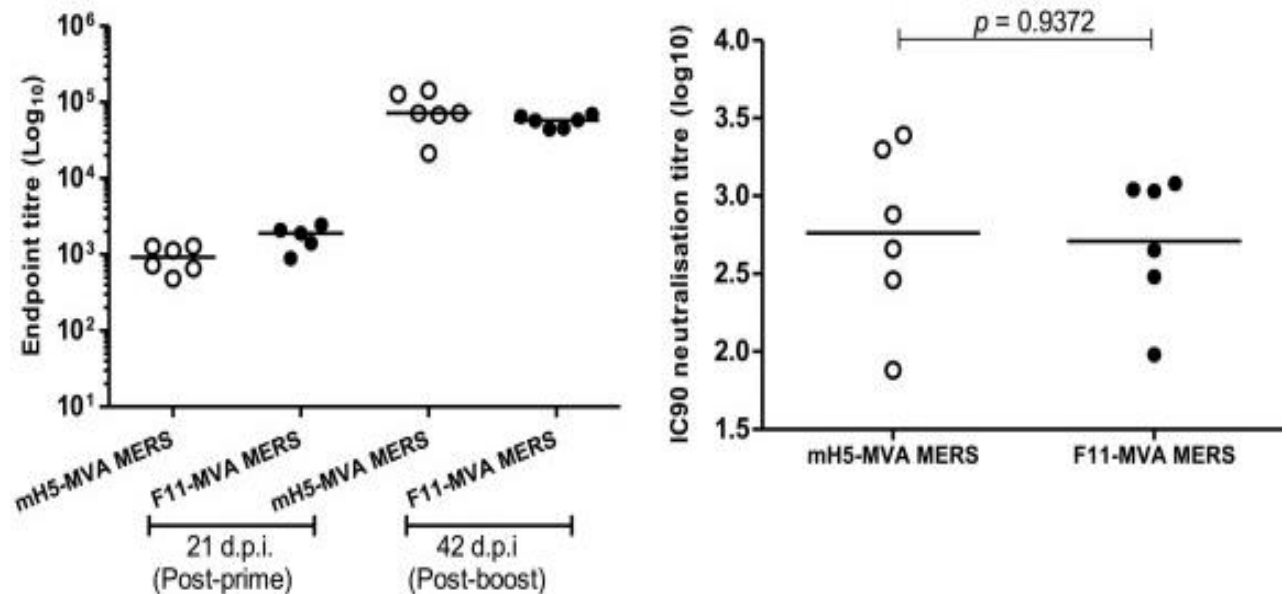 Endpoint titre (Log₁₀)
10⁶
10⁵
10⁴
10³
10²
10¹
mH5-MVA MERS
F11-MVA MERS
mH5-MVA MERS
F11-MVA MERS
21 d.p.i.
(Post-prime)
42 d.p.i
(Post-boost)
p = 0.9372
IC90 neutralisation titre (log10)
4.0
3.5
3.0
2.5
2.0
1.5
mH5-MVA MERS
F11-MVA MERS